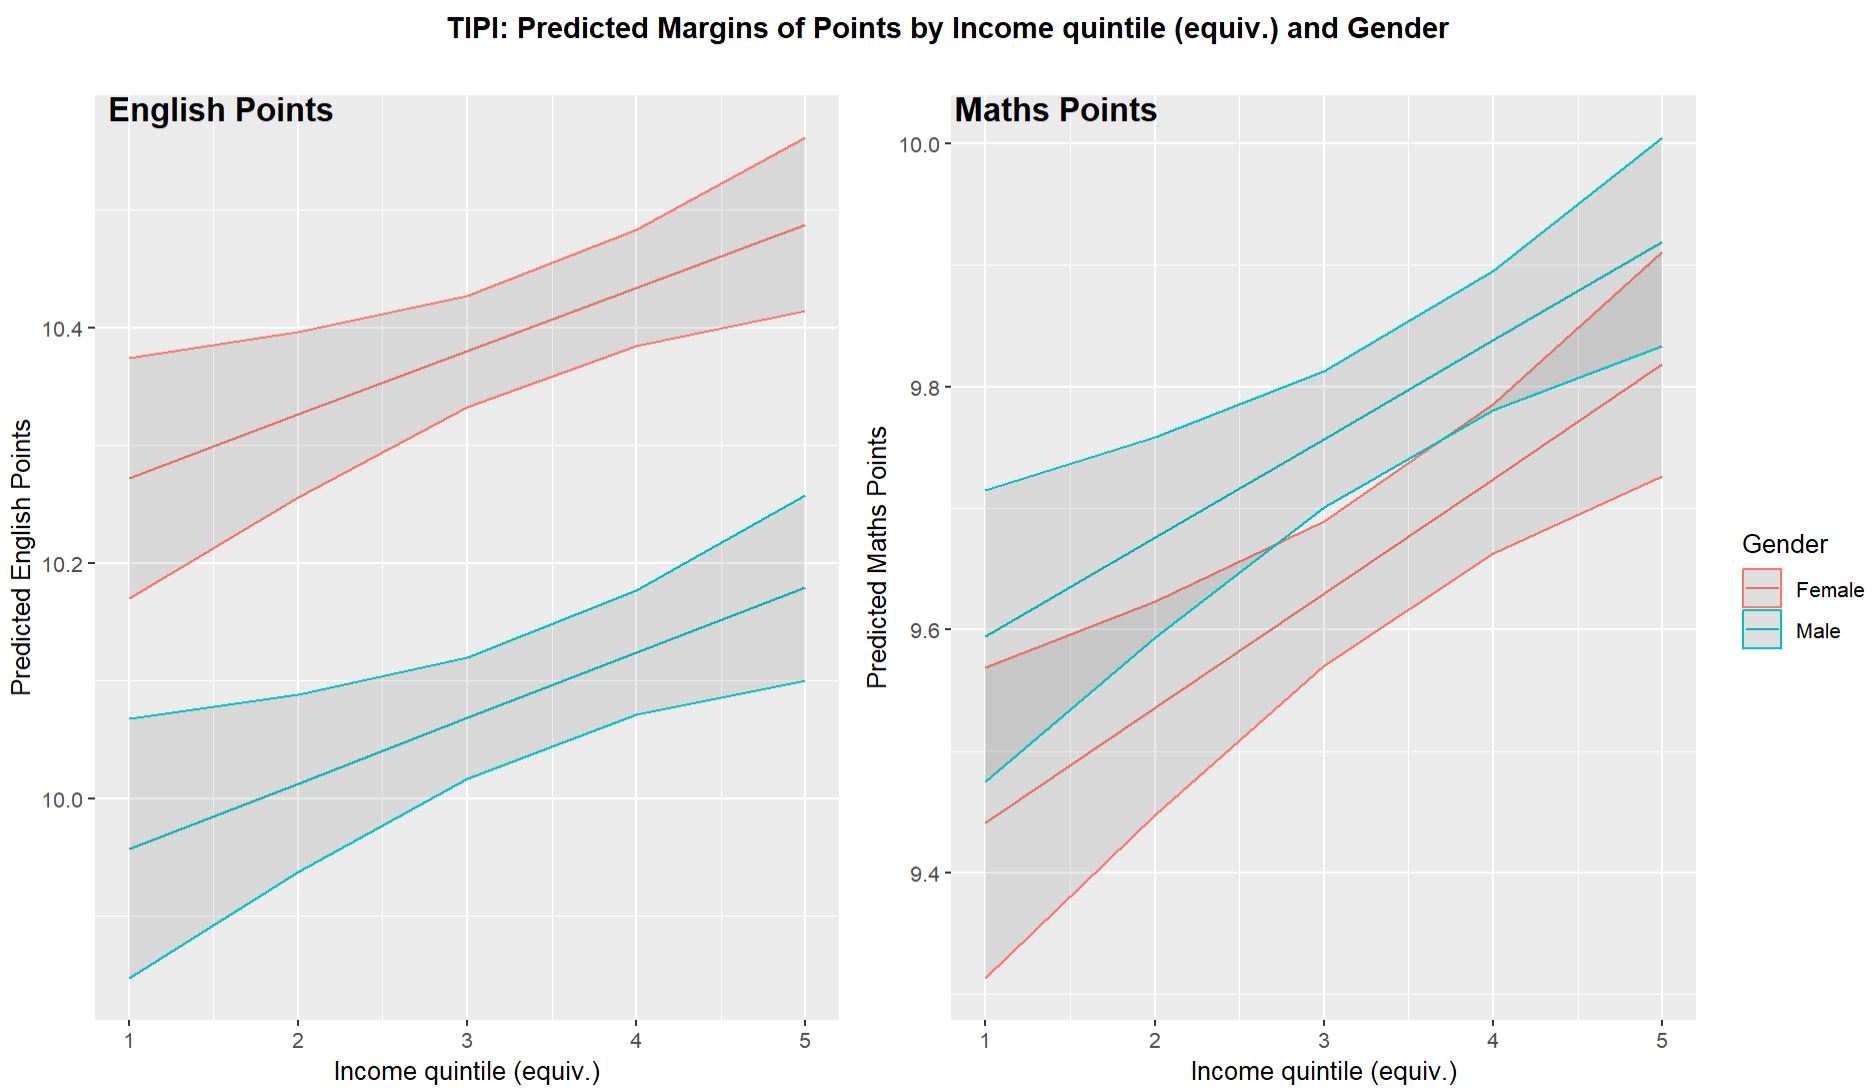 TIPI: Predicted Margins of Points by Income quintile (equiv.) and Gender
English Points
Predicted English Points
10.4
10.2
10.0
1 2 3 4 5
Income quintile (equiv.)
Maths Points
Predicted Maths Points
10.0
9.8
9.6
9.4
1 2 3 4 5
Income quintile (equiv.)
Gender
Female
Male